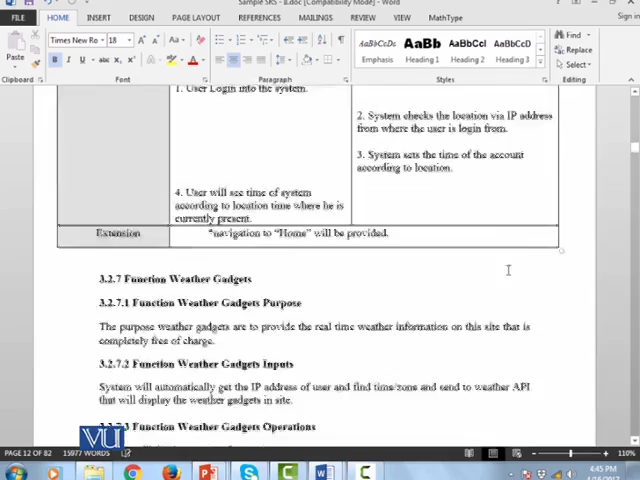 Sample SRS - 8.doc [Compatibility Mode] - Word
FILE HOME INSERT DESIGN PAGE LAYOUT REFERENCES MAILINGS REVIEW VIEW MathType Sign in
Times New Ro 18 Aa
AaBbCcDc AaBb AaBbCcI AaBbCcD
Emphasis Heading 1 Heading 2 Heading 3
Find
Replace
Select
Paste
Clipboard Font Paragraph Styles Editing
1. User Login into the system.
2. System checks the location via IP address
from where the user is login from.
3. System sets the time of the account
according to location.
4. User will see time of system
according to location time where he is
currently present.
Extension *navigation to “Home” will be provided.
3.2.7 Function Weather Gadgets
3.2.7.1 Function Weather Gadgets Purpose
The purpose weather gadgets are to provide the real time weather information on this site that is
completely free of charge.
3.2.7.2 Function Weather Gadgets Inputs
System will automatically get the IP address of user and find time/zone and send to weather API
that will display the weather gadgets in site.
3.2.7.3 Function Weather Gadgets Operations
VU
PAGE 12 OF 82 15977 WORDS 110%
4:45 PM